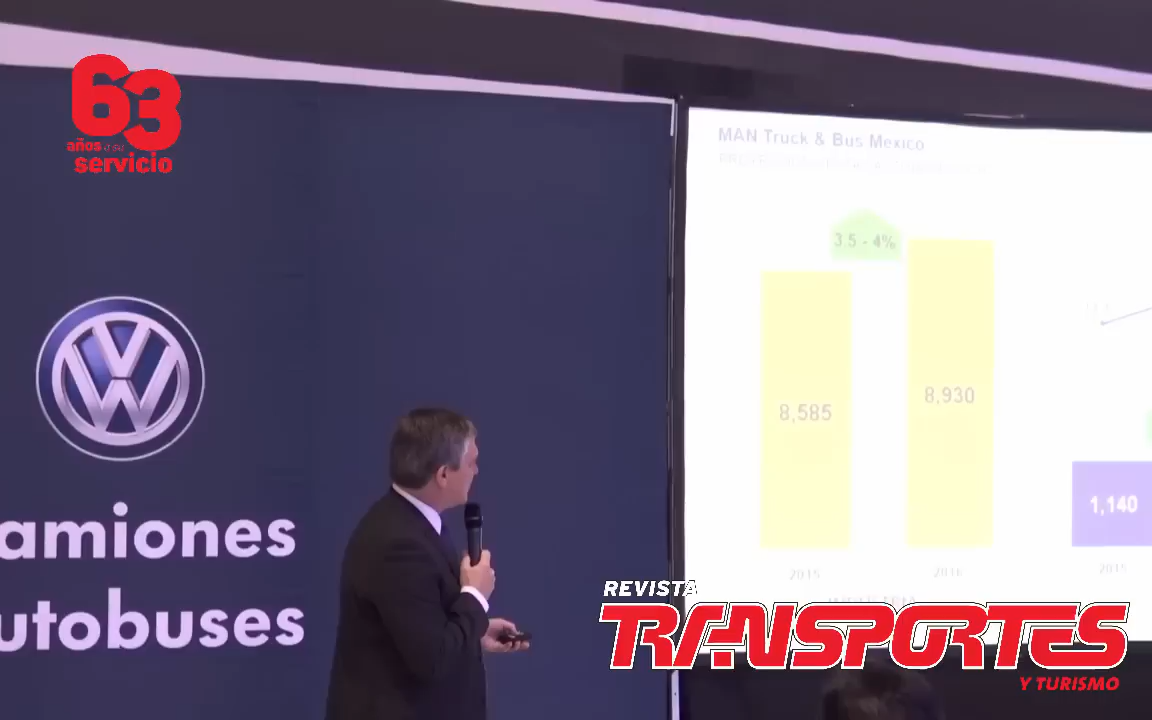 63
años a su
servicio
MAN Truck & Bus Mexico
3.5 - 4%
8,585
8,930
1,140
2015
2016
2015
amiones
utobuses
REVISTA
TRANSPORTES
Y TURISMO